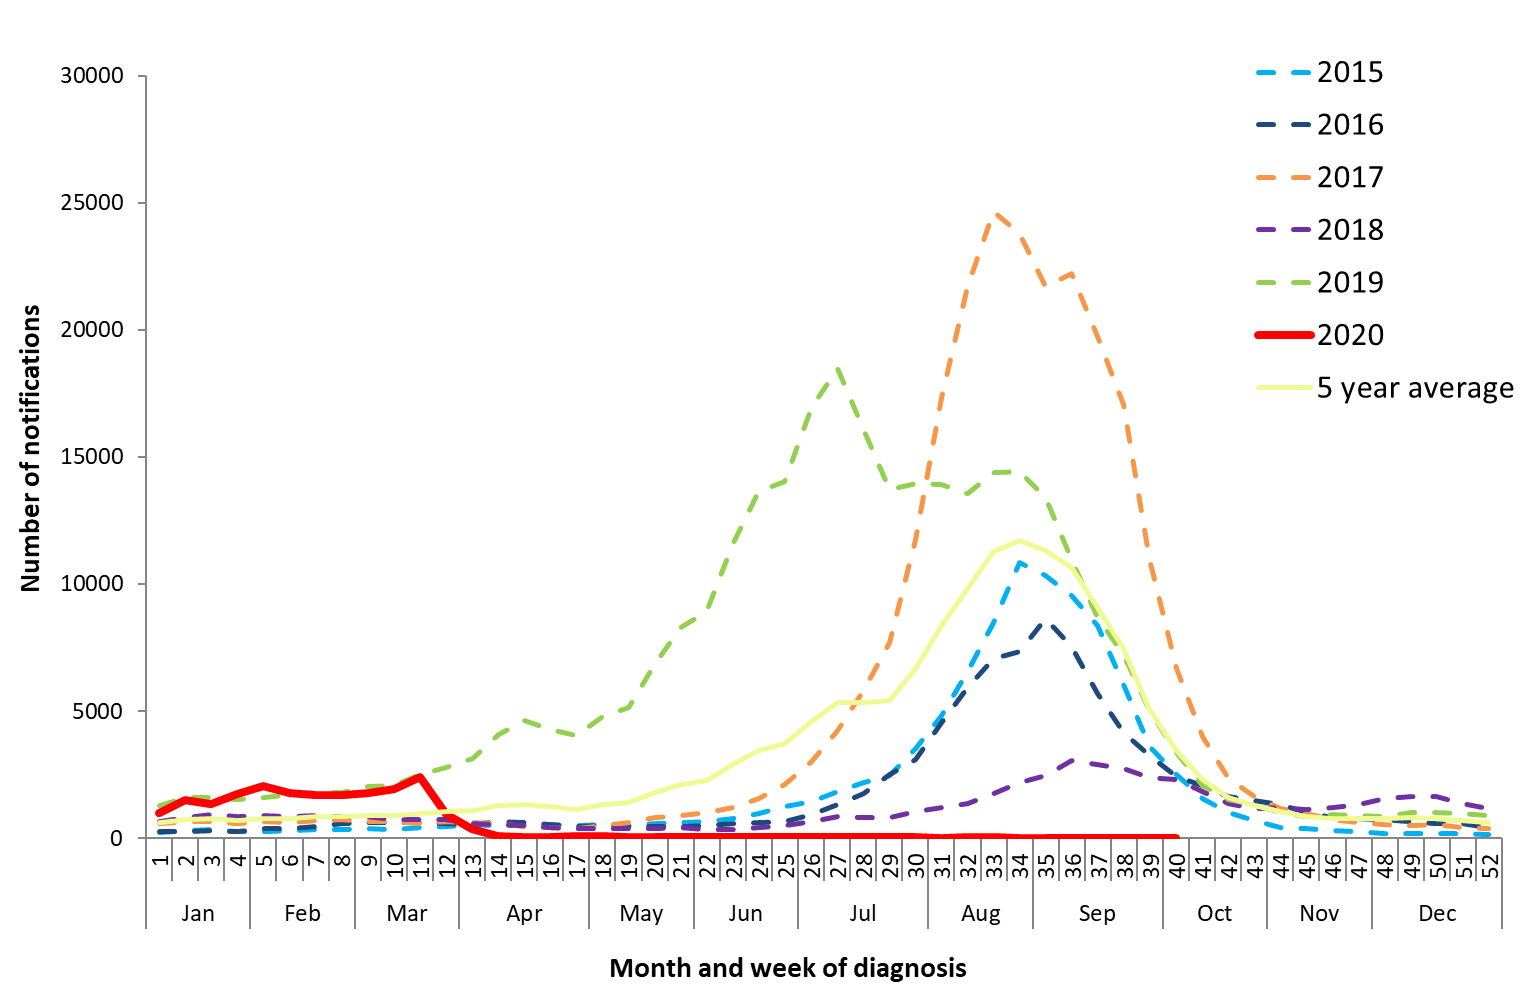 30000
25000
20000
15000
10000
5000
0
Number of notifications
2015
2016
2017
2018
2019
2020
5 year average
1 2 3 4 5 6 7 8 9 10 11 12 13 14 15 16 17 18 19 20 21 22 23 24 25 26 27 28 29 30 31 32 33 34 35 36 37 38 39 40 41 42 43 44 45 46 47 48 49 50 51 52
Jan Feb Mar Apr May Jun Jul Aug Sep Oct Nov Dec
Month and week of diagnosis